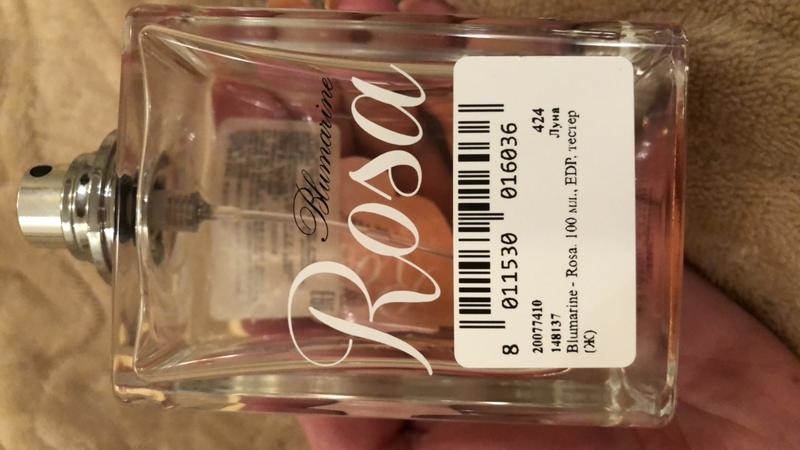 Blumarine
Rosa
8 011530 016036
20077410 424
148137 Луна
Blumarine - Rosa. 100 мл., EDP, тестер
(Ж)